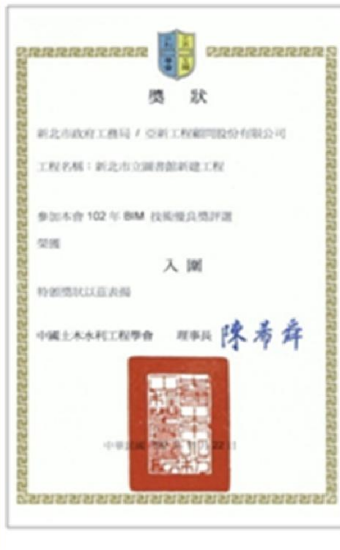 獎 狀
新北市政府工務局 / 亞新工程顧問股份有限公司
工程名稱：新北市立圖書館新建工程
參加本會 102 年 BIM 技術優良獎評選
榮獲
入 圍
特頒獎狀以茲表揚
中國土木水利工程學會 理事長 陳希舜
中華民國